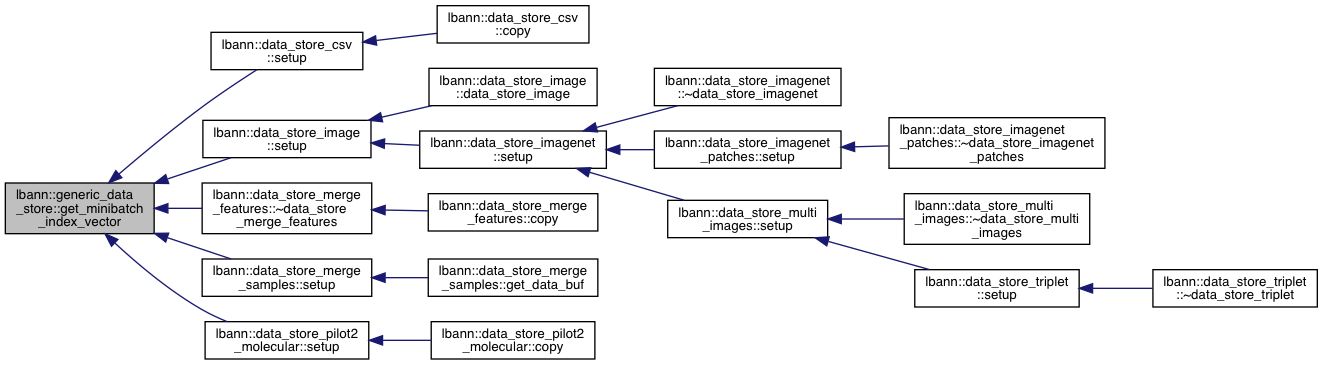 lbann::data_store_csv
::copy
lbann::data_store_csv
::setup
lbann::data_store_image
::data_store_image
lbann::data_store_imagenet
::~data_store_imagenet
lbann::data_store_image
::setup
lbann::data_store_imagenet
::setup
lbann::data_store_imagenet
_patches::setup
lbann::data_store_imagenet
_patches::~data_store_imagenet
_patches
lbann::generic_data
_store::get_minibatch
_index_vector
lbann::data_store_merge
_features::~data_store
_merge_features
lbann::data_store_merge
_features::copy
lbann::data_store_multi
_images::setup
lbann::data_store_multi
_images::~data_store_multi
_images
lbann::data_store_merge
_samples::setup
lbann::data_store_merge
_samples::get_data_buf
lbann::data_store_triplet
::setup
lbann::data_store_triplet
::~data_store_triplet
lbann::data_store_pilot2
_molecular::setup
lbann::data_store_pilot2
_molecular::copy